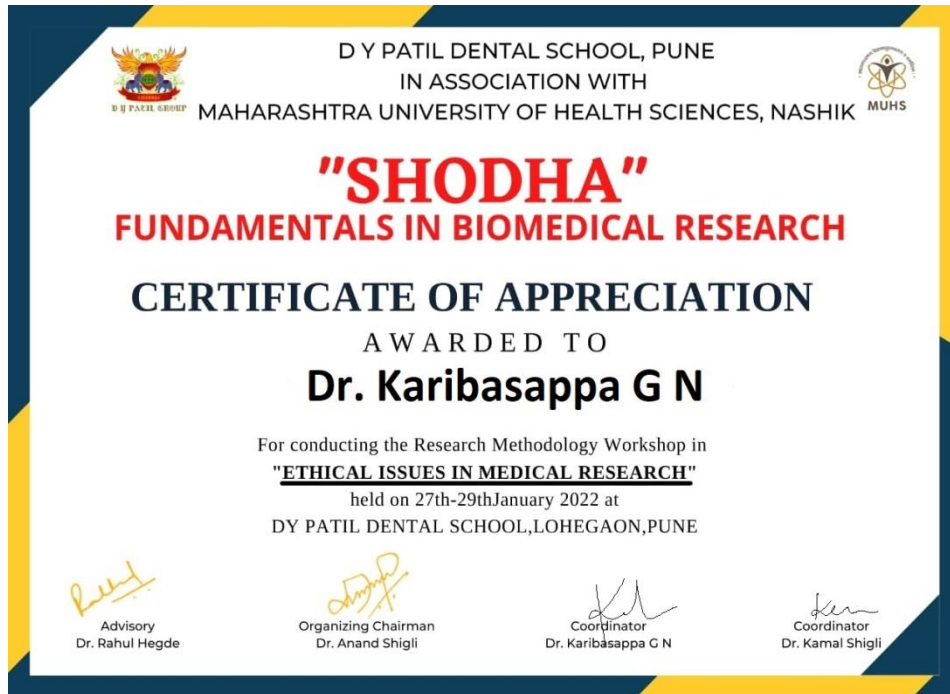 D Y PATIL DENTAL SCHOOL, PUNE
IN ASSOCIATION WITH
MAHARASHTRA UNIVERSITY OF HEALTH SCIENCES, NASHIK
D Y PATIL GROUP
MUHS
"SHODHA"
FUNDAMENTALS IN BIOMEDICAL RESEARCH
CERTIFICATE OF APPRECIATION
AWARDED TO
Dr. Karibasappa G N
For conducting the Research Methodology Workshop in
"ETHICAL ISSUES IN MEDICAL RESEARCH"
held on 27th-29thJanuary 2022 at
DY PATIL DENTAL SCHOOL,LOHEGAON,PUNE
Advisory
Dr. Rahul Hegde
Organizing Chairman
Dr. Anand Shigli
Coordinator
Dr. Karibasappa G N
Coordinator
Dr. Kamal Shigli